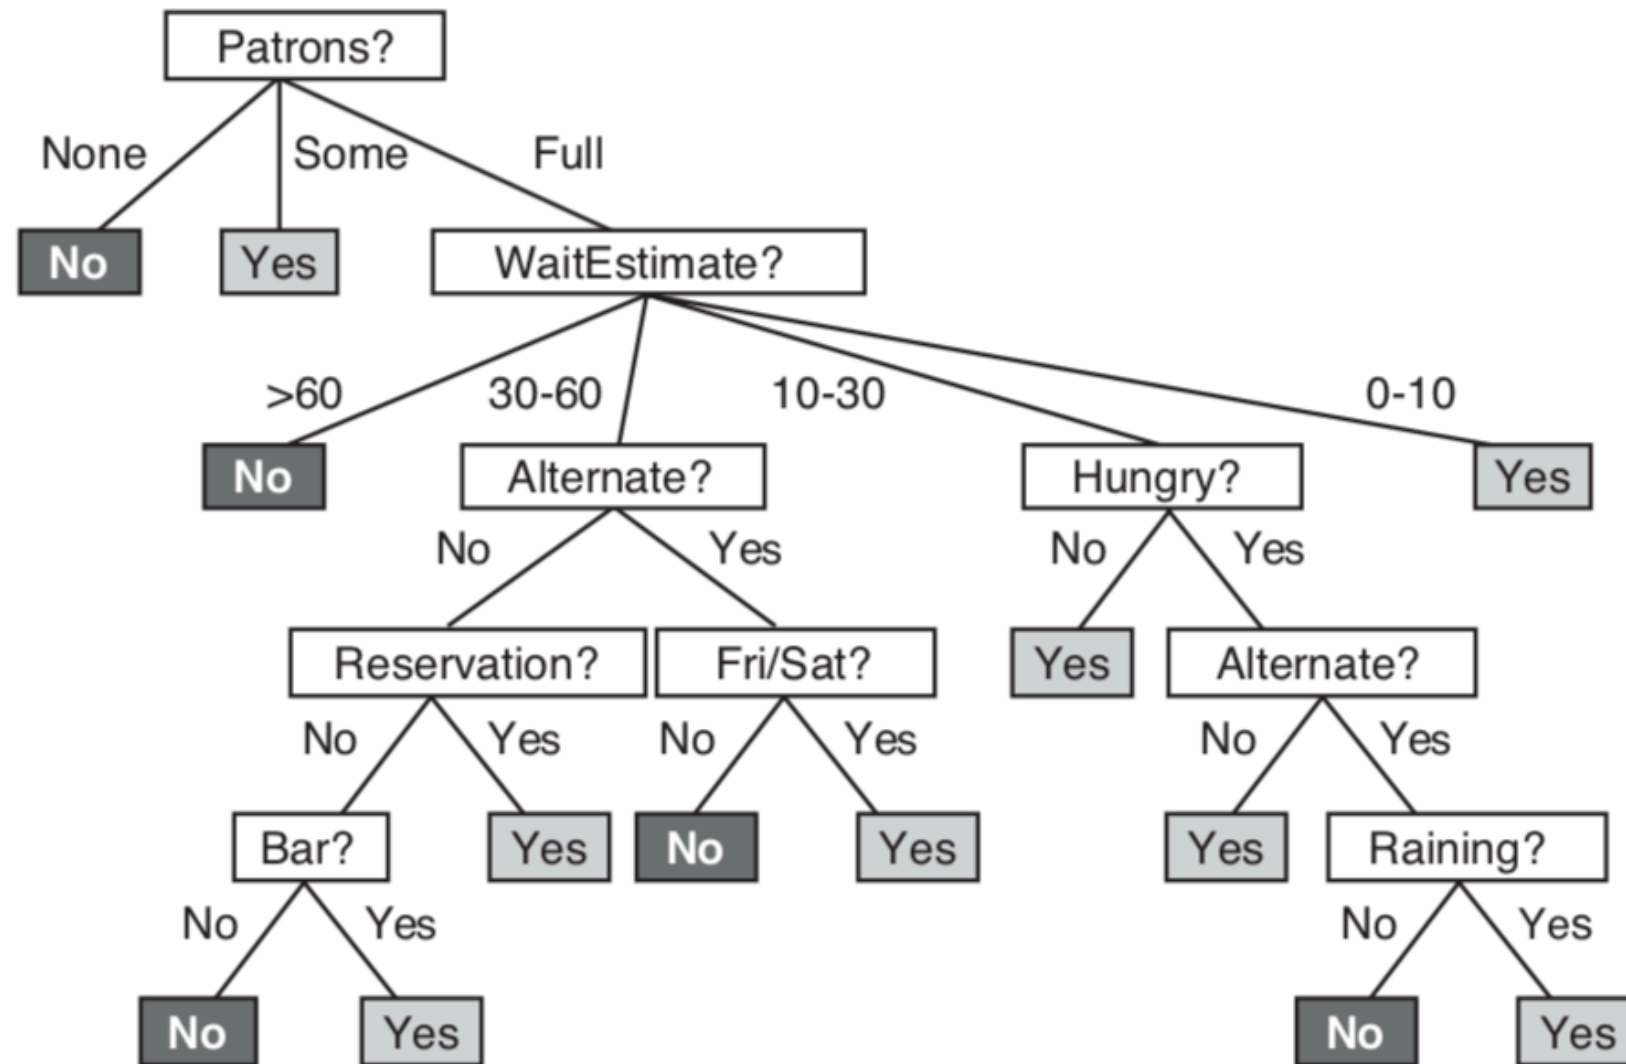 Patrons?
None Some Full
No Yes WaitEstimate?
>60 30-60 10-30 0-10
No Alternate? Hungry? Yes
No Yes No Yes
Reservation? Fri/Sat? Yes Alternate?
No Yes No Yes No Yes
Bar? Yes No Yes Yes Raining?
No Yes No Yes
No Yes No Yes